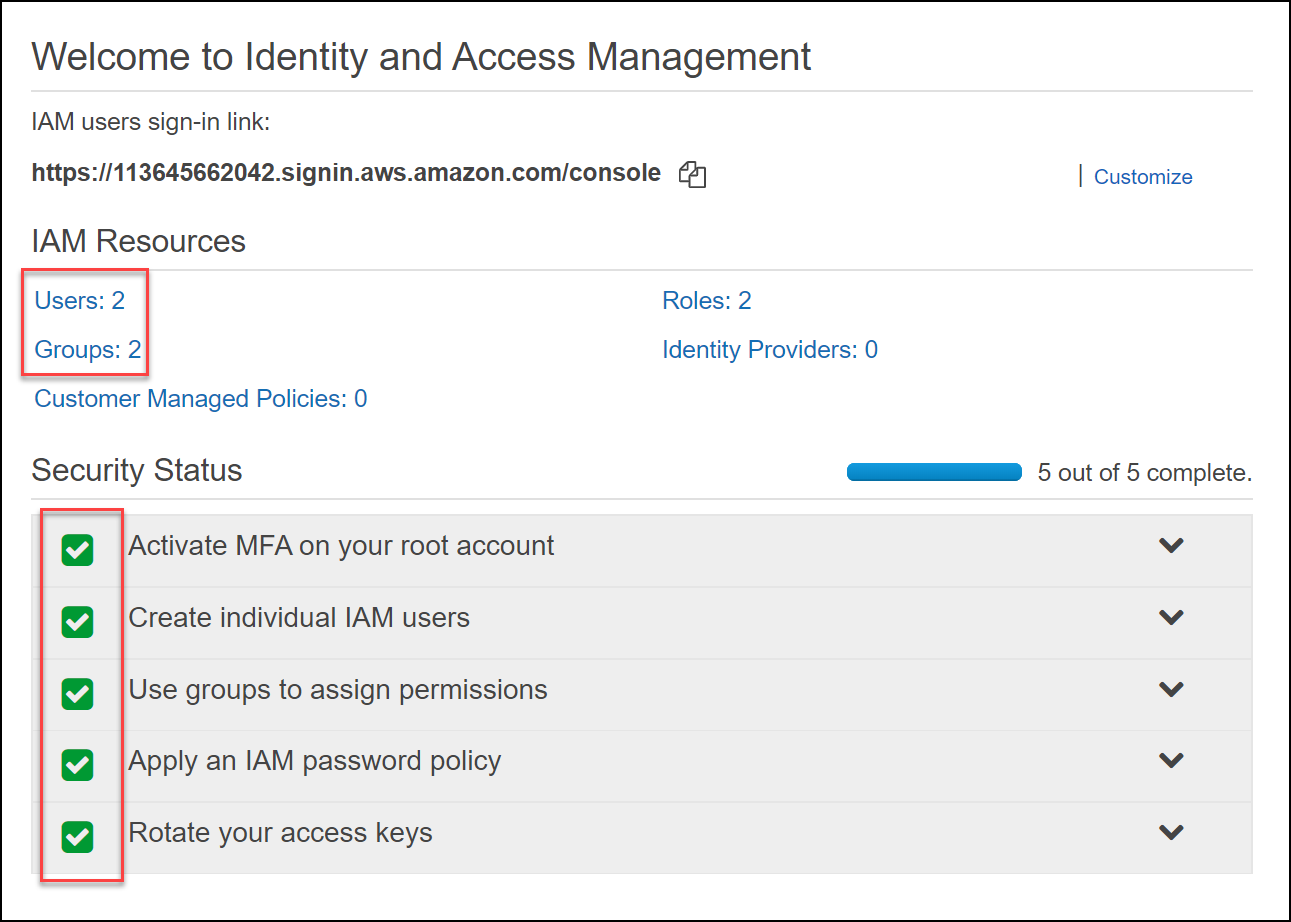 Welcome to Identity and Access Management
IAM users sign-in link:
https://113645662042.signin.aws.amazon.com/console
| Customize
IAM Resources
Users: 2
Roles: 2
Groups: 2
Identity Providers: 0
Customer Managed Policies: 0
Security Status
5 out of 5 complete.
Activate MFA on your root account
Create individual IAM users
Use groups to assign permissions
Apply an IAM password policy
Rotate your access keys